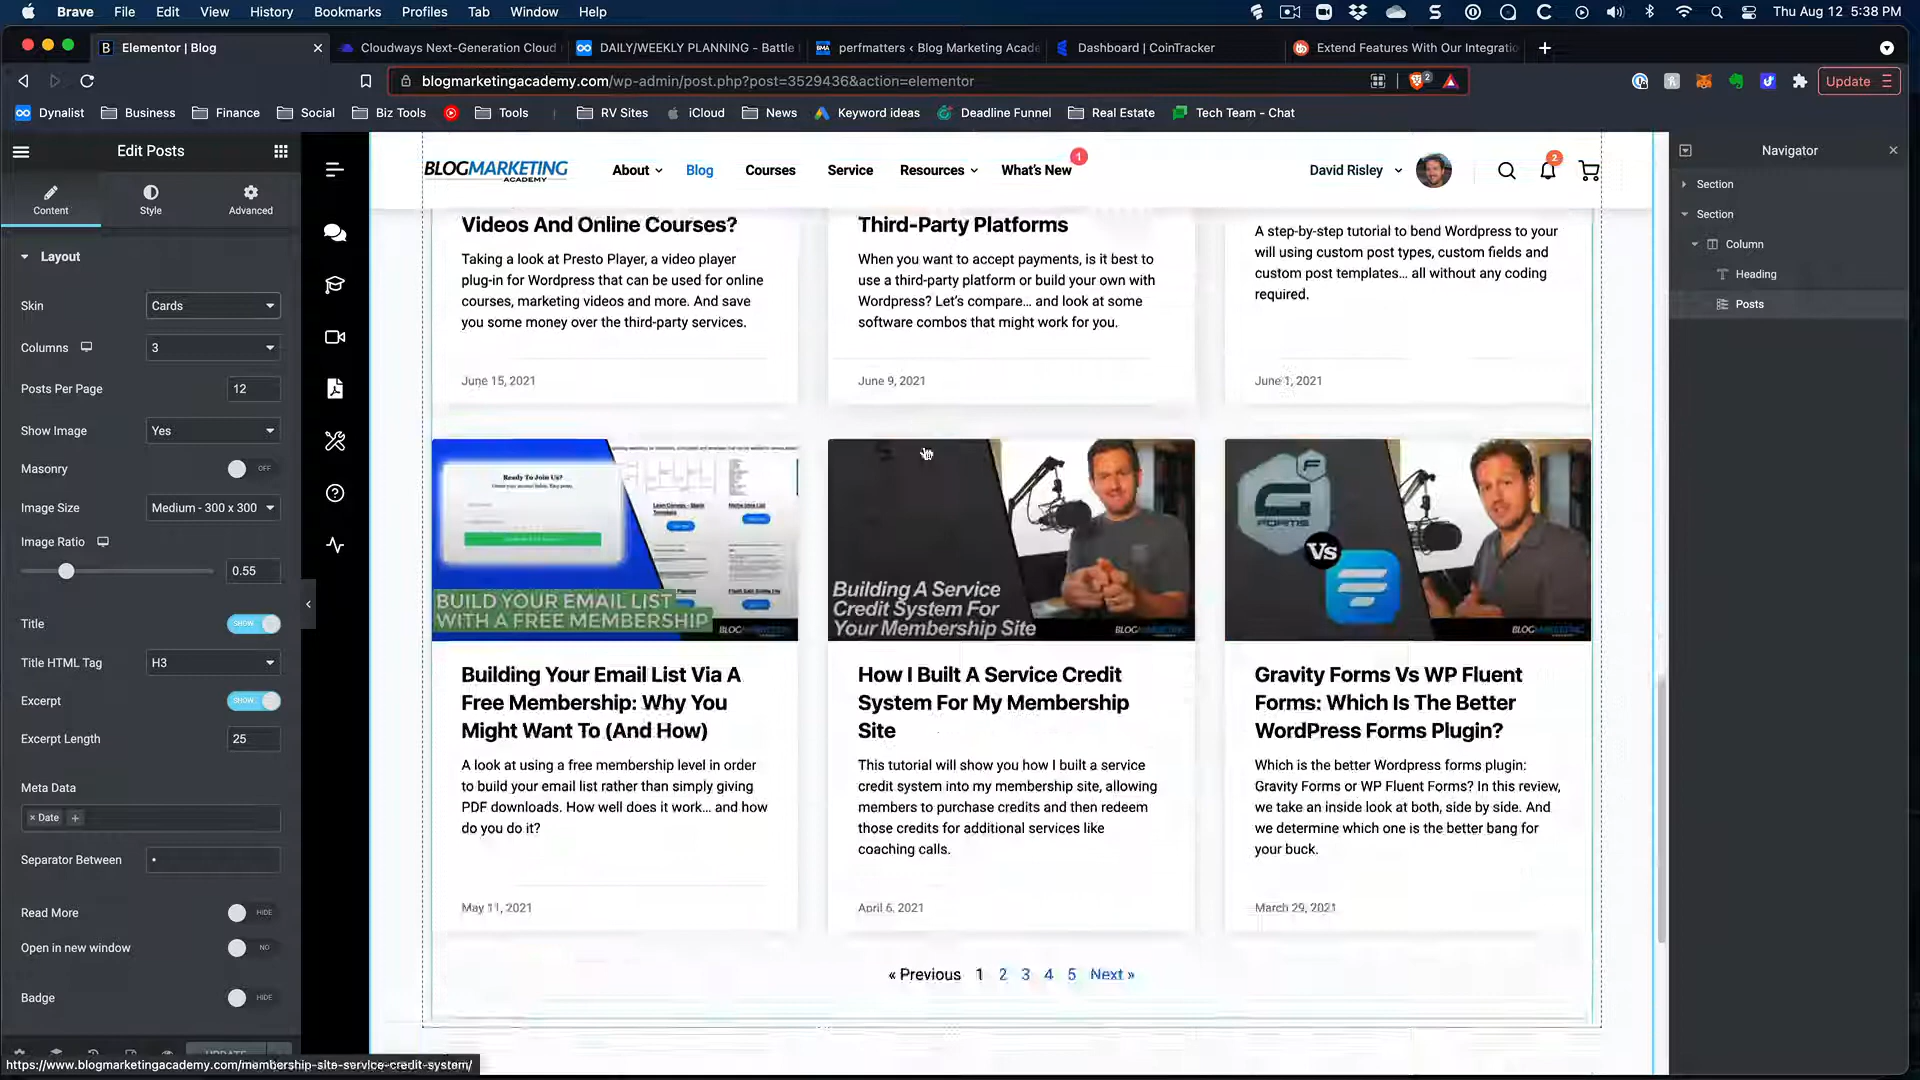 Brave File Edit View History Bookmarks Profiles Tab Window Help
Thu Aug 12 5:38 PM
Elementor | Blog
Cloudways Next-Generation Cloud
DAILY/WEEKLY PLANNING - Battle
perfmatters ‹ Blog Marketing Acade
Dashboard | CoinTracker
Extend Features With Our Integratio
blogmarketingacademy.com/wp-admin/post.php?post=3529436&action=elementor
2
Update
Dynalist Business Finance Social Biz Tools Tools RV Sites iCloud News Keyword ideas Deadline Funnel Real Estate Tech Team - Chat
Edit Posts
Content Style Advanced
Layout
Skin Cards
Columns 3
Posts Per Page 12
Show Image Yes
Masonry OFF
Image Size Medium - 300 x 300
Image Ratio
0.55
Title SHOW
Title HTML Tag H3
Excerpt SHOW
Excerpt Length 25
Meta Data
× Date +
Separator Between •
Read More HIDE
Open in new window NO
Badge HIDE
UPDATE
https://www.blogmarketingacademy.com/membership-site-service-credit-system/
BLOGMARKETING
ACADEMY
About Blog Courses Service Resources What's New 1
David Risley
2
Videos And Online Courses?
Taking a look at Presto Player, a video player
plug-in for Wordpress that can be used for online
courses, marketing videos and more. And save
you some money over the third-party services.
June 15, 2021
Third-Party Platforms
When you want to accept payments, is it best to
use a third-party platform or build your own with
Wordpress? Let's compare… and look at some
software combos that might work for you.
June 9, 2021
A step-by-step tutorial to bend Wordpress to your
will using custom post types, custom fields and
custom post templates… all without any coding
required.
June 1, 2021
Ready To Join Us?
BUILD YOUR EMAIL LIST
WITH A FREE MEMBERSHIP
Building Your Email List Via A
Free Membership: Why You
Might Want To (And How)
A look at using a free membership level in order
to build your email list rather than simply giving
PDF downloads. How well does it work… and how
do you do it?
May 11, 2021
Building A Service
Credit System For
Your Membership Site
How I Built A Service Credit
System For My Membership
Site
This tutorial will show you how I built a service
credit system into my membership site, allowing
members to purchase credits and then redeem
those credits for additional services like
coaching calls.
April 6, 2021
G
FORMS
Vs
Gravity Forms Vs WP Fluent
Forms: Which Is The Better
WordPress Forms Plugin?
Which is the better Wordpress forms plugin:
Gravity Forms or WP Fluent Forms? In this review,
we take an inside look at both, side by side. And
we determine which one is the better bang for
your buck.
March 29, 2021
« Previous 1 2 3 4 5 Next »
Navigator
Section
Section
Column
Heading
Posts